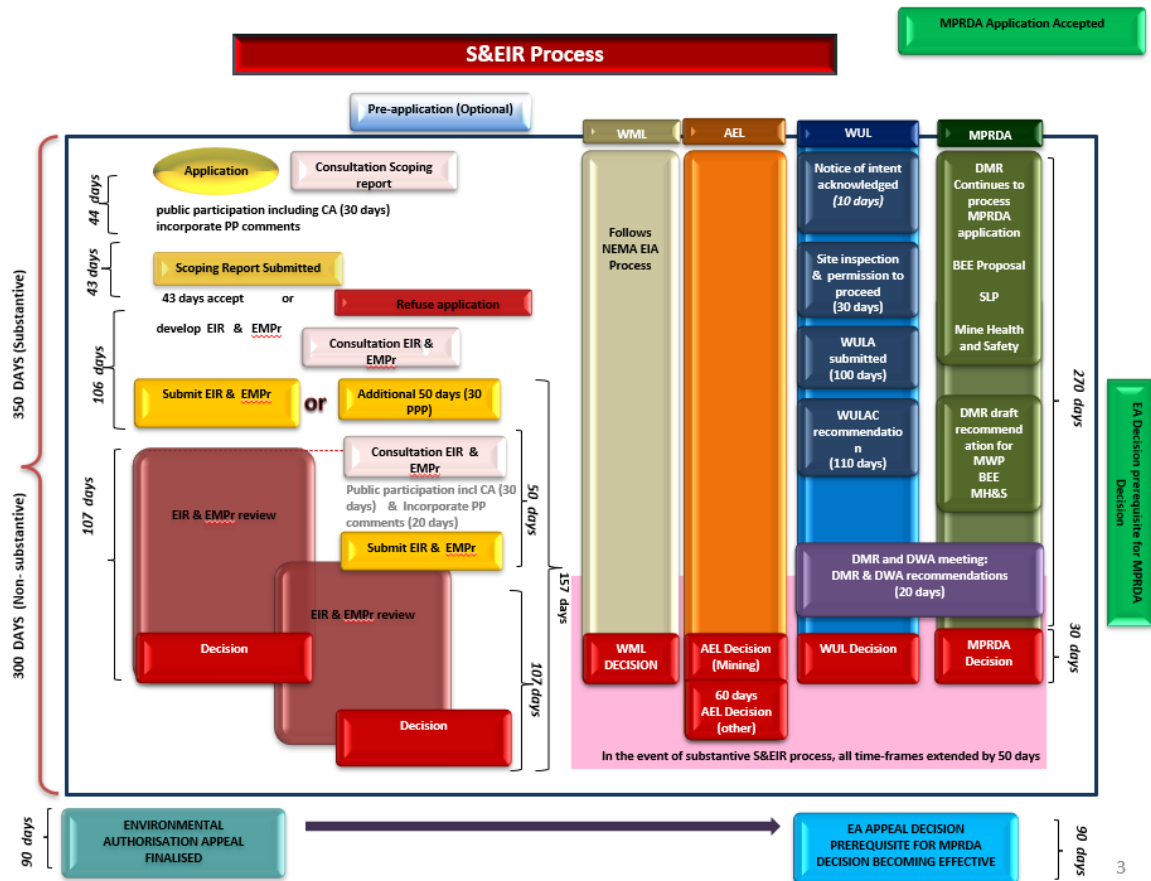 MPRDA Application Accepted
S&EIR Process
Pre-application (Optional)
WML
AEL
WUL
MPRDA
350 DAYS (Substantive)
300 DAYS (Non- substantive)
44 days
Application
Consultation Scoping
report
public participation including CA (30 days)
incorporate PP comments
43 days
Scoping Report Submitted
43 days accept or
Refuse application
106 days
develop EIR & EMPr
Consultation EIR &
EMPr
Submit EIR & EMPr
or
Additional 50 days (30
PPP)
107 days
EIR & EMPr review
Decision
Consultation EIR &
EMPr
Public participation incl CA (30
days) & Incorporate PP
comments (20 days)
Submit EIR & EMPr
50 days
EIR & EMPr review
Decision
107 days
157
days
Follows
NEMA EIA
Process
WML
DECISION
AEL Decision
(Mining)
60 days
AEL Decision
(other)
Notice of intent
acknowledged
(10 days)
Site inspection
& permission to
proceed
(30 days)
WULA
submitted
(100 days)
WULAC
recommendatio
n
(110 days)
DMR
Continues to
process
MPRDA
application
BEE Proposal
SLP
Mine Health
and Safety
DMR draft
recommend
ation for
MWP
BEE
MH&S
DMR and DWA meeting:
DMR & DWA recommendations
(20 days)
WUL Decision
MPRDA
Decision
270 days
30 days
EA Decision prerequisite for MPRDA
Decision
In the event of substantive S&EIR process, all time-frames extended by 50 days
90 days
ENVIRONMENTAL
AUTHORISATION APPEAL
FINALISED
EA APPEAL DECISION
PREREQUISITE FOR MPRDA
DECISION BECOMING EFFECTIVE
90 days
3